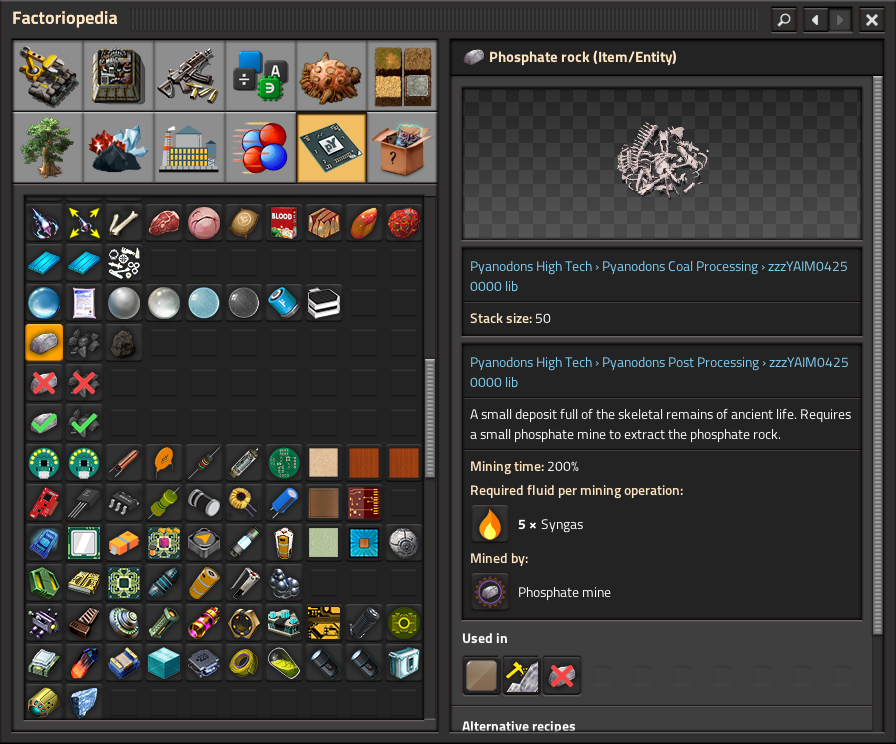 Factoriopedia
Phosphate rock (Item/Entity)
A
pY
?
BLOOD
Pyanodons High Tech › Pyanodons Coal Processing › zzzYAIM0425
0000 lib
Stack size: 50
Pyanodons High Tech › Pyanodons Post Processing › zzzYAIM0425
0000 lib
A small deposit full of the skeletal remains of ancient life. Requires
a small phosphate mine to extract the phosphate rock.
Mining time: 200%
Required fluid per mining operation:
5 × Syngas
Mined by:
Phosphate mine
Used in
Alternative recipes